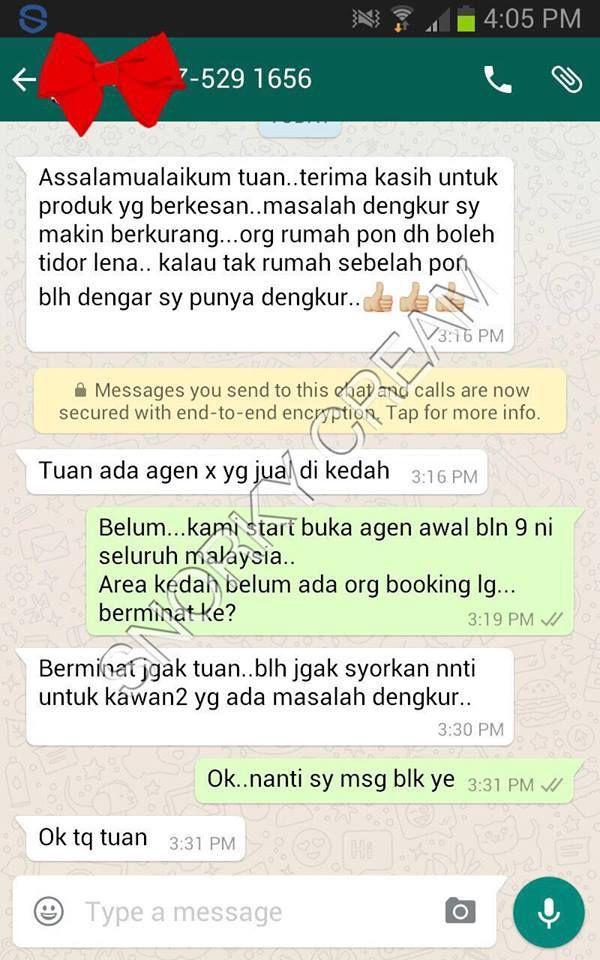 4:05 PM
7-529 1656
TODAY
Assalamualaikum tuan..terima kasih untuk
produk yg berkesan..masalah dengkur sy
makin berkurang...org rumah pon dh boleh
tidor lena.. kalau tak rumah sebelah pon
blh dengar sy punya dengkur..👍👍👍
3:16 PM
Messages you send to this chat and calls are now
secured with end-to-end encryption. Tap for more info.
Tuan ada agen x yg jual di kedah 3:16 PM
Belum...kami start buka agen awal bln 9 ni
seluruh malaysia..
Area kedah belum ada org booking lg...
berminat ke? 3:19 PM
Berminat jgak tuan..blh jgak syorkan nnti
untuk kawan2 yg ada masalah dengkur..
3:30 PM
Ok..nanti sy msg blk ye 3:31 PM
Ok tq tuan 3:31 PM
Type a message
SNORKY CREAM